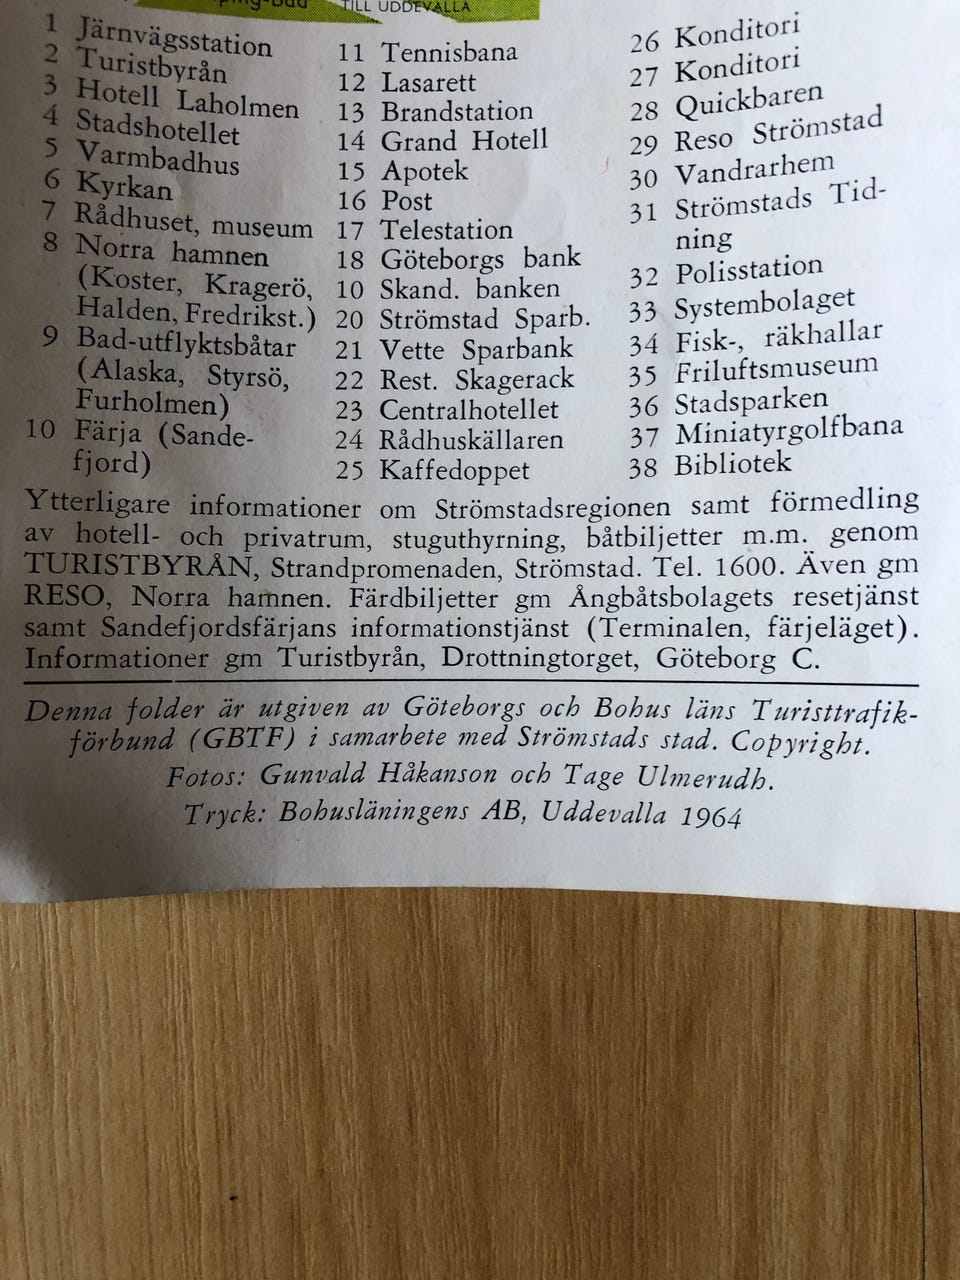 TILL UDDEVALLA
1 Järnvägsstation
2 Turistbyrån
3 Hotell Laholmen
4 Stadshotellet
5 Varmbadhus
6 Kyrkan
7 Rådhuset, museum
8 Norra hamnen
(Koster, Kragerö,
Halden, Fredrikst.)
9 Bad-utflyktsbåtar
(Alaska, Styrsö,
Furholmen)
10 Färja (Sande-
fjord)
11 Tennisbana
12 Lasarett
13 Brandstation
14 Grand Hotell
15 Apotek
16 Post
17 Telestation
18 Göteborgs bank
10 Skand. banken
20 Strömstad Sparb.
21 Vette Sparbank
22 Rest. Skagerack
23 Centralhotellet
24 Rådhuskällaren
25 Kaffedoppet
26 Konditori
27 Konditori
28 Quickbaren
29 Reso Strömstad
30 Vandrarhem
31 Strömstads Tid-
ning
32 Polisstation
33 Systembolaget
34 Fisk-, räkhallar
35 Friluftsmuseum
36 Stadsparken
37 Miniatyrgolfbana
38 Bibliotek
Ytterligare informationer om Strömstadsregionen samt förmedling
av hotell- och privatrum, stuguthyrning, båtbiljetter m.m. genom
TURISTBYRÅN, Strandpromenaden, Strömstad. Tel. 1600. Även gm
RESO, Norra hamnen. Färdbiljetter gm Ångbåtsbolagets resetjänst
samt Sandefjordsfärjans informationstjänst (Terminalen, färjeläget).
Informationer gm Turistbyrån, Drottningtorget, Göteborg C.
Denna folder är utgiven av Göteborgs och Bohus läns Turisttrafik-
förbund (GBTF) i samarbete med Strömstads stad. Copyright.
Fotos: Gunvald Håkanson och Tage Ulmerudh.
Tryck: Bohusläningens AB, Uddevalla 1964